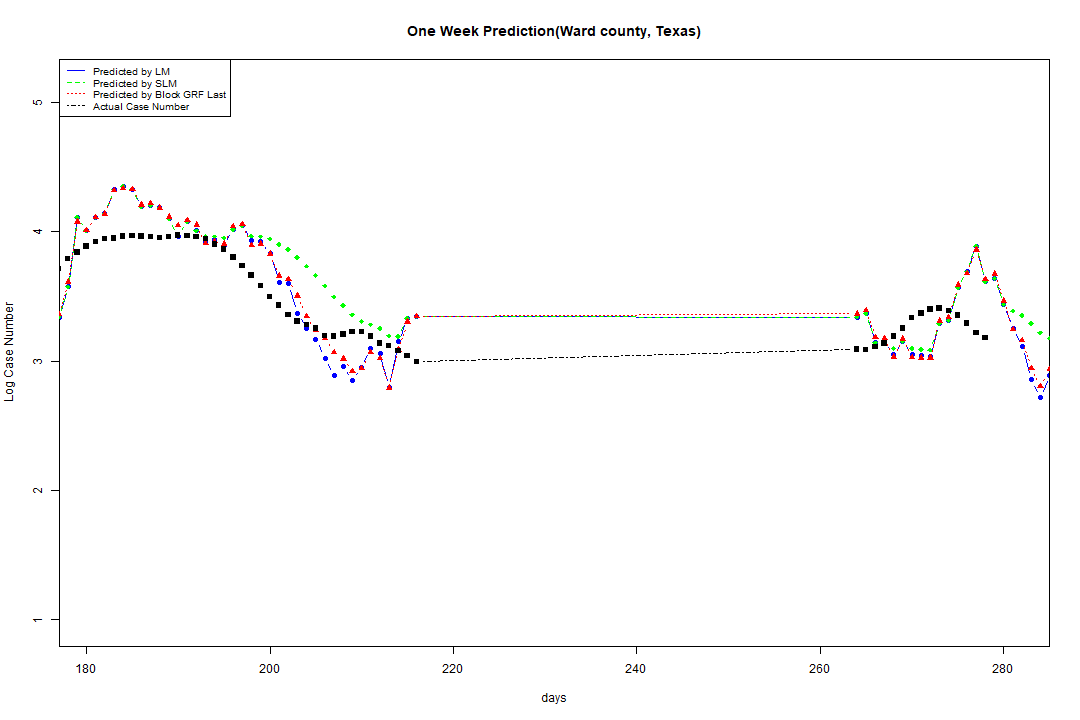 One Week Prediction(Ward county, Texas)
Predicted by LM
Predicted by SLM
Predicted by Block GRF Last
Actual Case Number
5
4
3
2
1
Log Case Number
180 200 220 240 260 280
days